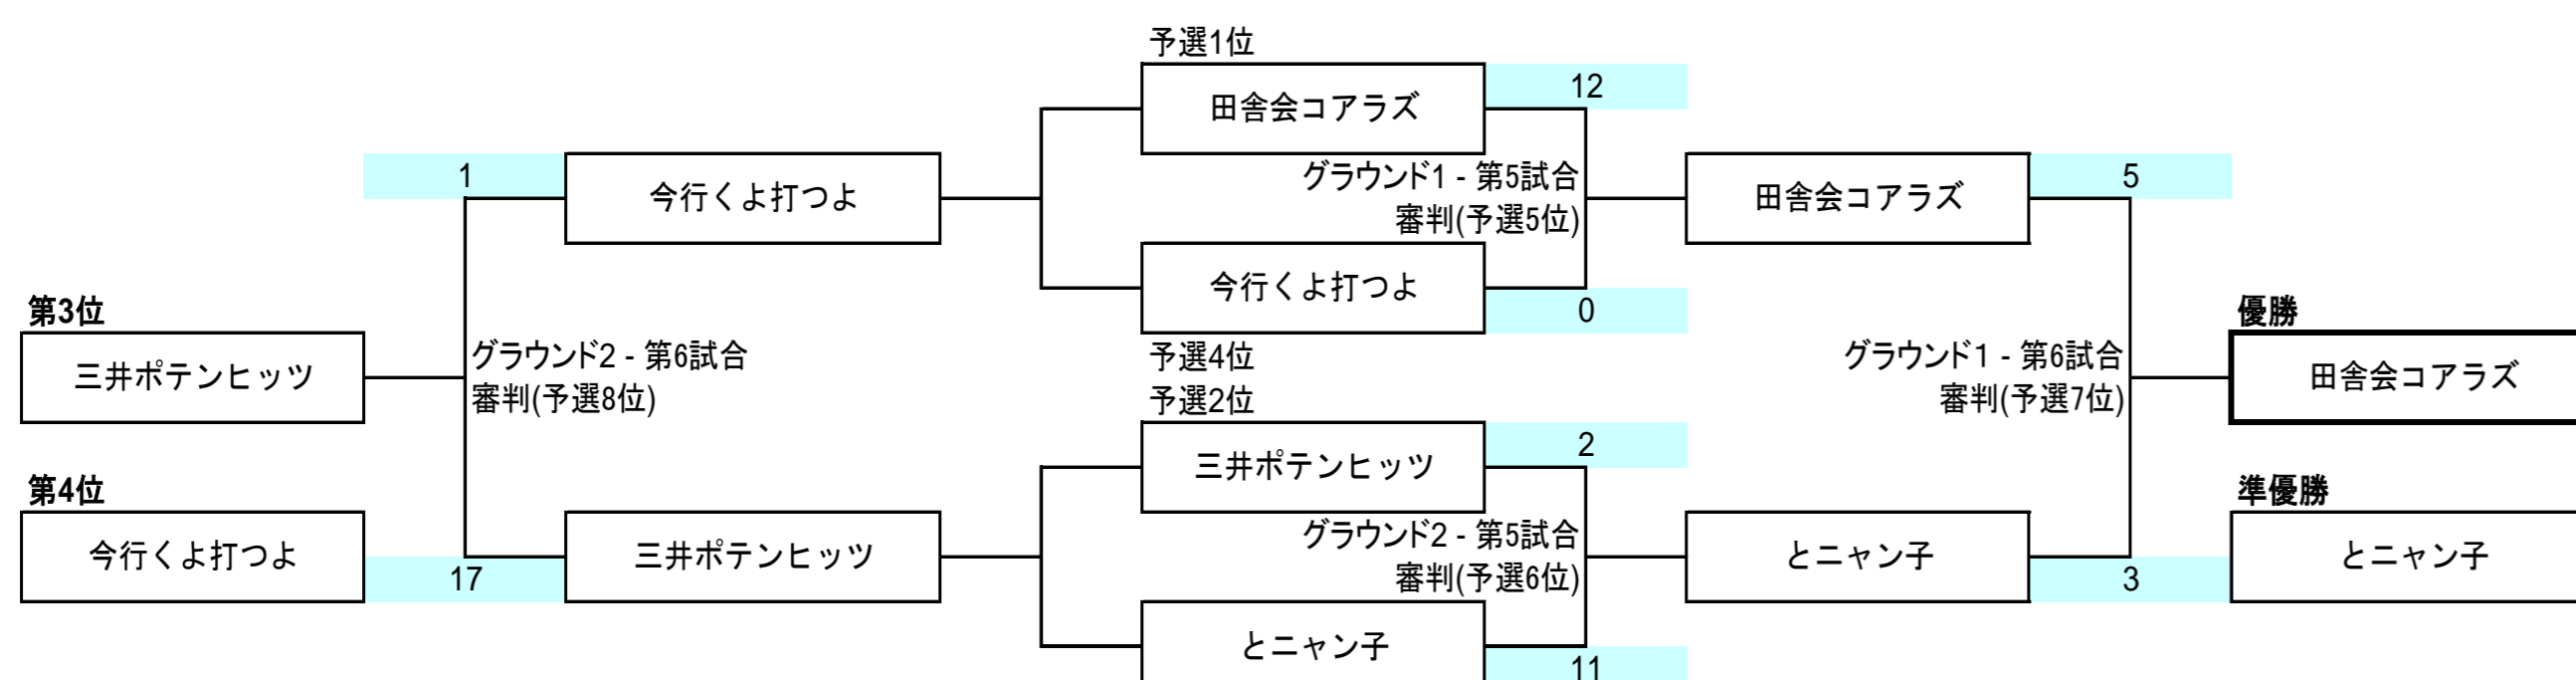 予選1位
田舎会コアラズ
12
1
今行くよ打つよ
グラウンド1 - 第5試合
審判(予選5位)
田舎会コアラズ
5
今行くよ打つよ
0
第3位
三井ポテンヒッツ
グラウンド2 - 第6試合
審判(予選8位)
予選4位
予選2位
グラウンド1 - 第6試合
審判(予選7位)
優勝
田舎会コアラズ
三井ポテンヒッツ
2
第4位
今行くよ打つよ
17
三井ポテンヒッツ
グラウンド2 - 第5試合
審判(予選6位)
とニャン子
3
準優勝
とニャン子
とニャン子
11